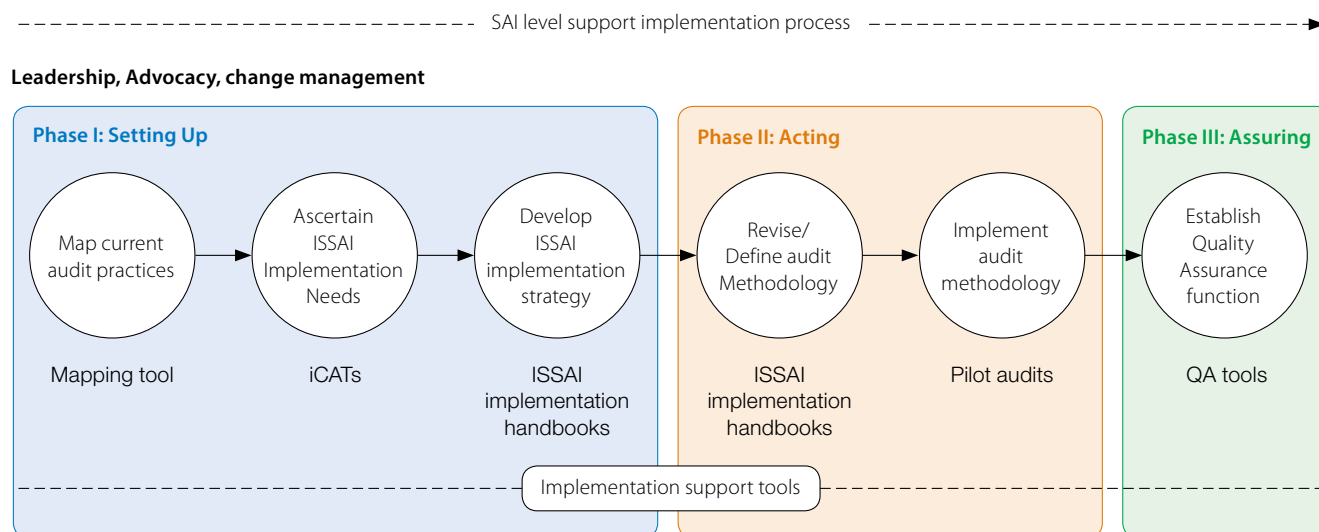 SAI level support implementation process
Leadership, Advocacy, change management
Phase I: Setting Up
Map current
audit practices
Mapping tool
Ascertain
ISSAI
Implementation
Needs
iCATs
Develop
ISSAI
implementation
strategy
ISSAI
implementation
handbooks
Phase II: Acting
Revise/
Define audit
Methodology
ISSAI
implementation
handbooks
Implement
audit
methodology
Pilot audits
Phase III: Assuring
Establish
Quality
Assurance
function
QA tools
Implementation support tools